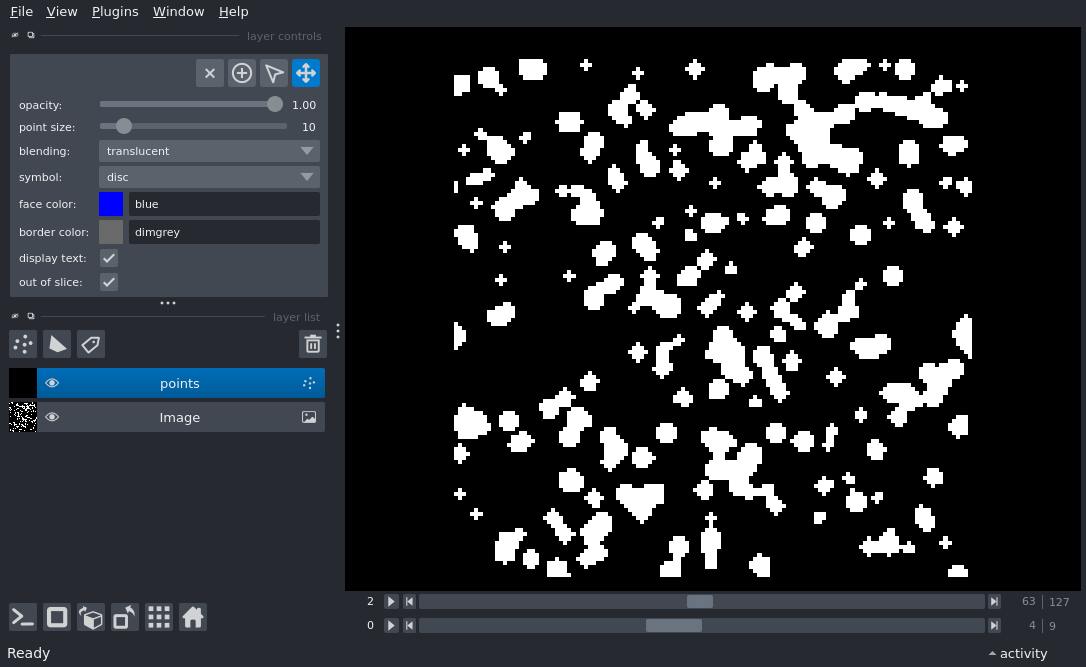 File View Plugins Window Help
layer controls
opacity: 1.00
point size: 10
blending: translucent
symbol: disc
face color: blue
border color: dimgrey
display text:
out of slice:
layer list
points
Image
2 63 127
0 4 9
Ready activity